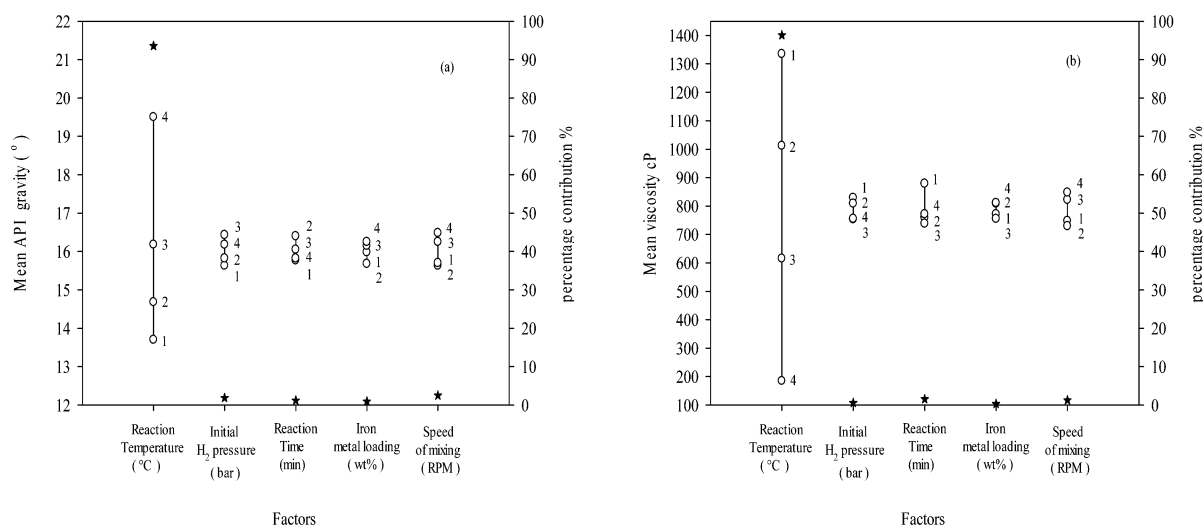 22
21
20
19
18
17
16
15
14
13
12
Mean API gravity ( ° )
100
90
80
70
60
50
40
30
20
10
0
percentage contribution %
(a)
4
3
2
1
3
4
2
1
2
3
4
1
4
3
1
2
4
3
1
2
Reaction
Temperature
( °C )
Initial
H2 pressure
( bar )
Reaction
Time
(min)
Iron
metal loading
( wt% )
Speed
of mixing
( RPM )
Factors
1400
1300
1200
1100
1000
900
800
700
600
500
400
300
200
100
Mean viscosity cP
100
90
80
70
60
50
40
30
20
10
0
percentage contribution %
(b)
1
2
3
4
1
2
4
3
1
4
2
3
4
2
1
3
4
3
1
2
Reaction
Temperature
( °C )
Initial
H2 pressure
( bar )
Reaction
Time
(min)
Iron
metal loading
( wt% )
Speed
of mixing
( RPM )
Factors